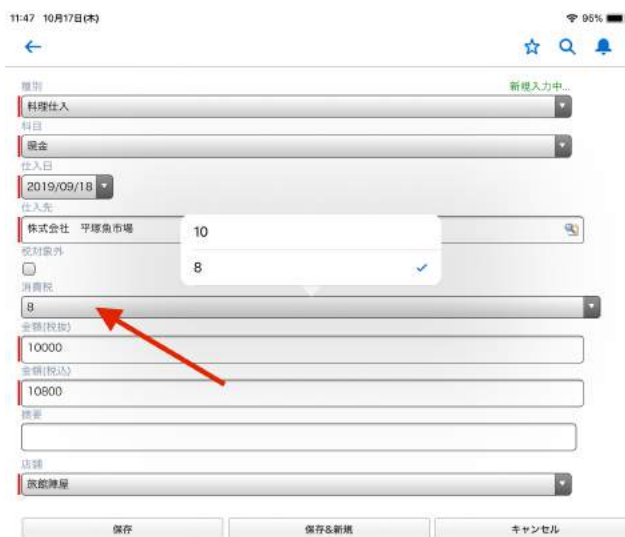 11:47 10月17日(木)
95%
種別
新規入力中...
料理仕入
科目
現金
仕入日
2019/09/18
仕入先
株式会社 平塚魚市場
10
8
税対象外
消費税
8
金額(税抜)
10000
金額(税込)
10800
摘要
店舗
旅館陣屋
保存
保存&新規
キャンセル